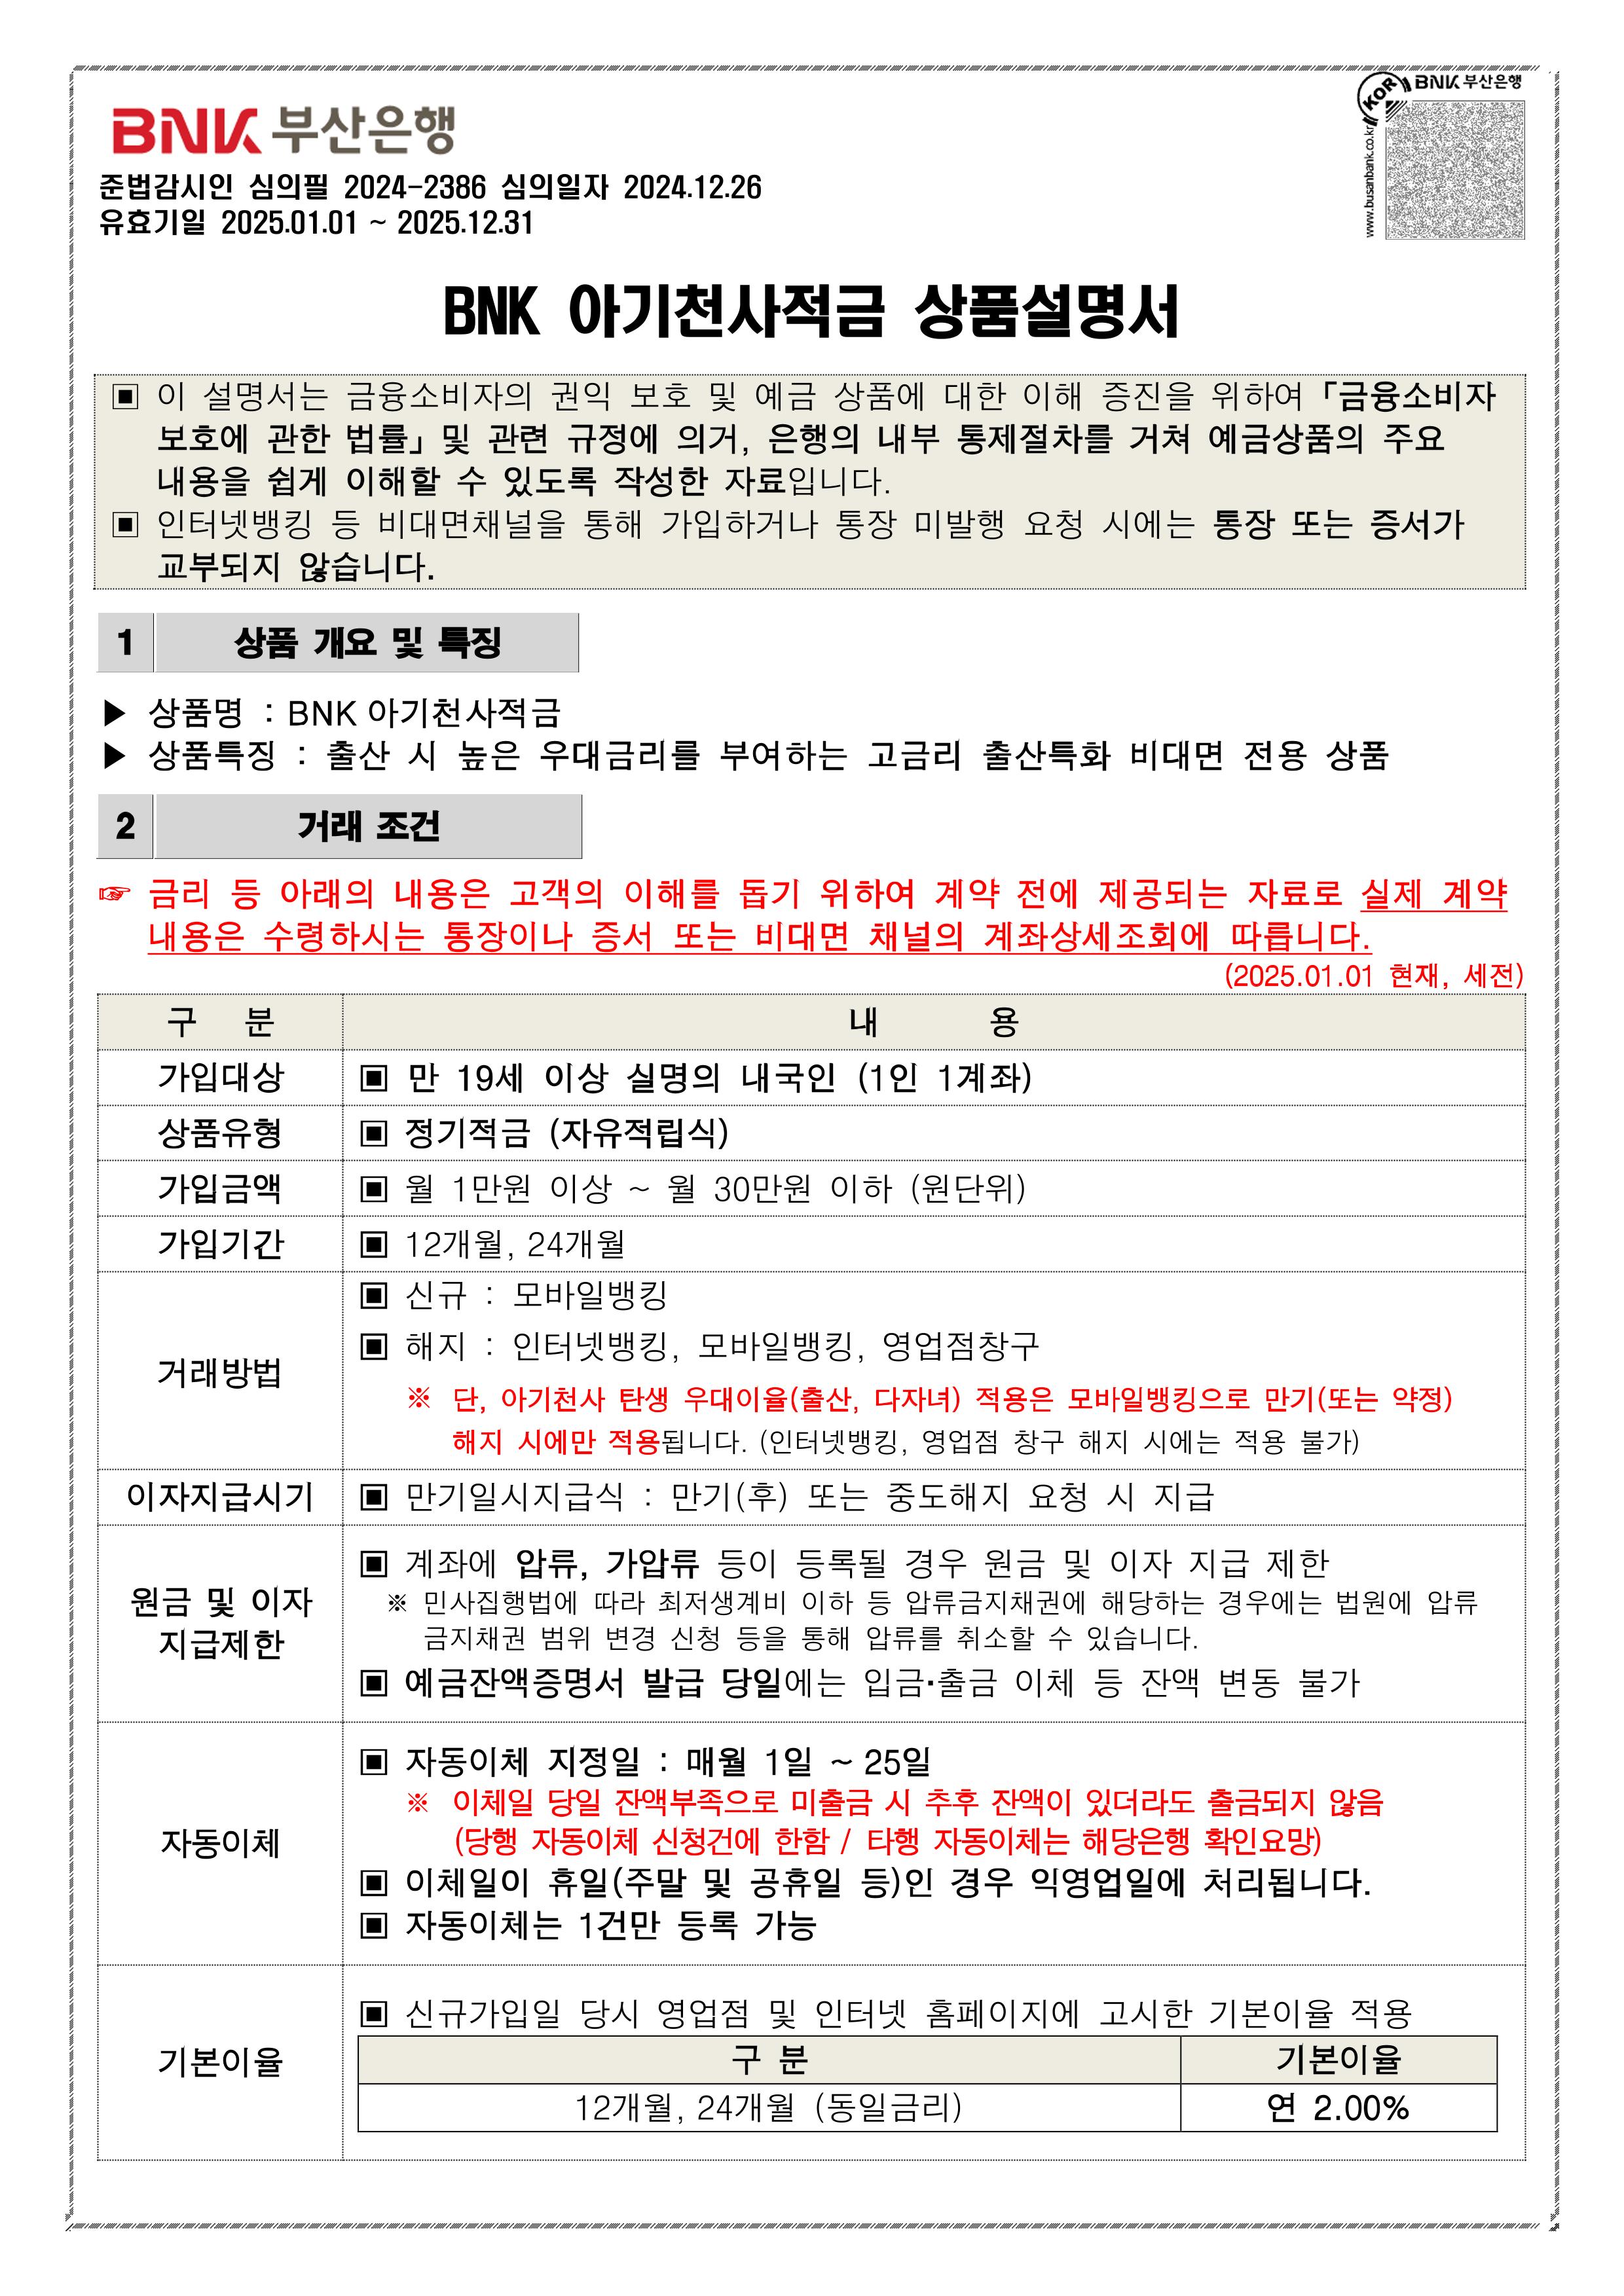 BNK 부산은행
KOR BNK 부산은행
www.busanbank.co.kr
준법감시인 심의필 2024-2386 심의일자 2024.12.26
유효기일 2025.01.01 ~ 2025.12.31
BNK 아기천사적금 상품설명서
▣ 이 설명서는 금융소비자의 권익 보호 및 예금 상품에 대한 이해 증진을 위하여 「금융소비자
보호에 관한 법률」 및 관련 규정에 의거, 은행의 내부 통제절차를 거쳐 예금상품의 주요
내용을 쉽게 이해할 수 있도록 작성한 자료입니다.
▣ 인터넷뱅킹 등 비대면채널을 통해 가입하거나 통장 미발행 요청 시에는 통장 또는 증서가
교부되지 않습니다.
1 상품 개요 및 특징
▶ 상품명 : BNK 아기천사적금
▶ 상품특징 : 출산 시 높은 우대금리를 부여하는 고금리 출산특화 비대면 전용 상품
2 거래 조건
☞ 금리 등 아래의 내용은 고객의 이해를 돕기 위하여 계약 전에 제공되는 자료로 실제 계약
내용은 수령하시는 통장이나 증서 또는 비대면 채널의 계좌상세조회에 따릅니다.
(2025.01.01 현재, 세전)
구 분 내 용
가입대상 ▣ 만 19세 이상 실명의 내국인 (1인 1계좌)
상품유형 ▣ 정기적금 (자유적립식)
가입금액 ▣ 월 1만원 이상 ~ 월 30만원 이하 (원단위)
가입기간 ▣ 12개월, 24개월
거래방법
▣ 신규 : 모바일뱅킹
▣ 해지 : 인터넷뱅킹, 모바일뱅킹, 영업점창구
※ 단, 아기천사 탄생 우대이율(출산, 다자녀) 적용은 모바일뱅킹으로 만기(또는 약정)
해지 시에만 적용됩니다. (인터넷뱅킹, 영업점 창구 해지 시에는 적용 불가)
이자지급시기 ▣ 만기일시지급식 : 만기(후) 또는 중도해지 요청 시 지급
원금 및 이자
지급제한
▣ 계좌에 압류, 가압류 등이 등록될 경우 원금 및 이자 지급 제한
※ 민사집행법에 따라 최저생계비 이하 등 압류금지채권에 해당하는 경우에는 법원에 압류
금지채권 범위 변경 신청 등을 통해 압류를 취소할 수 있습니다.
▣ 예금잔액증명서 발급 당일에는 입금·출금 이체 등 잔액 변동 불가
자동이체
▣ 자동이체 지정일 : 매월 1일 ~ 25일
※ 이체일 당일 잔액부족으로 미출금 시 추후 잔액이 있더라도 출금되지 않음
(당행 자동이체 신청건에 한함 / 타행 자동이체는 해당은행 확인요망)
▣ 이체일이 휴일(주말 및 공휴일 등)인 경우 익영업일에 처리됩니다.
▣ 자동이체는 1건만 등록 가능
기본이율
▣ 신규가입일 당시 영업점 및 인터넷 홈페이지에 고시한 기본이율 적용
구 분 기본이율
12개월, 24개월 (동일금리) 연 2.00%